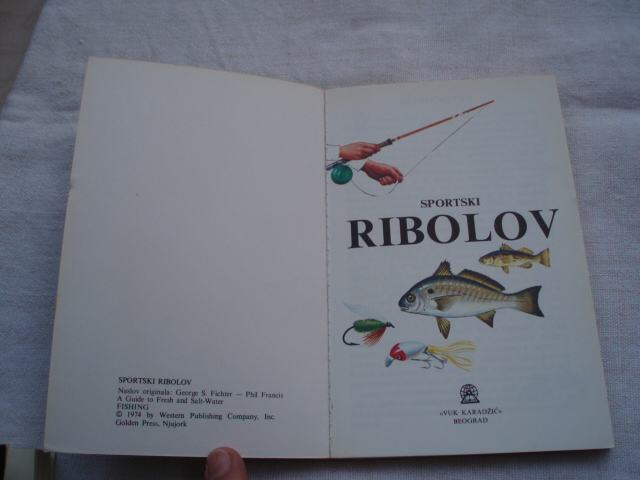 SPORTSKI RIBOLOV
Naslov originala: George S. Fichter — Phil Francis
A Guide to Fresh and Salt-Water
FISHING
© 1974 by Western Publishing Company, Inc.
Golden Press, Njujork
SPORTSKI
RIBOLOV
«VUK KARADŽIĆ»
BEOGRAD